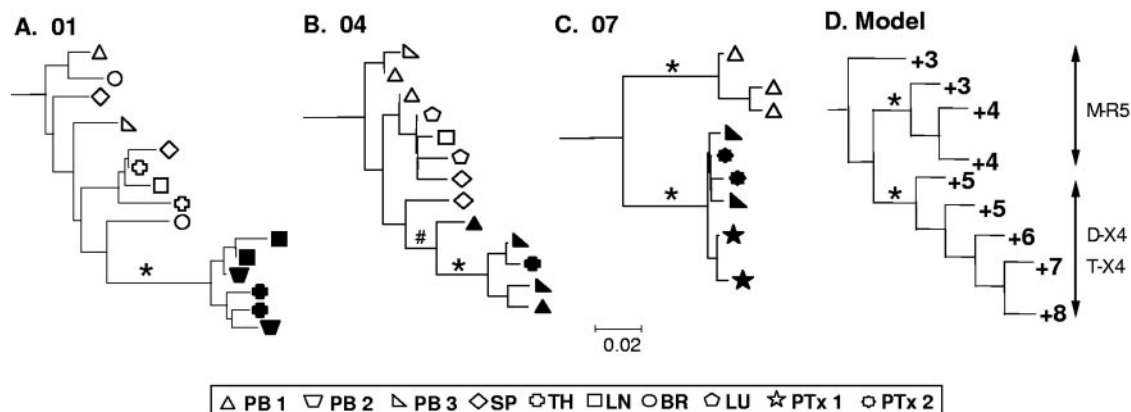 A. 01
B. 04
C. 07
D. Model
*
#
*
*
*
0.02
+3
+3
*
+4
+4
*
+5
+5
+6
+7
+8
M-R5
D-X4
T-X4
PB 1 PB 2 PB 3 SP TH LN BR LU PTx 1 PTx 2